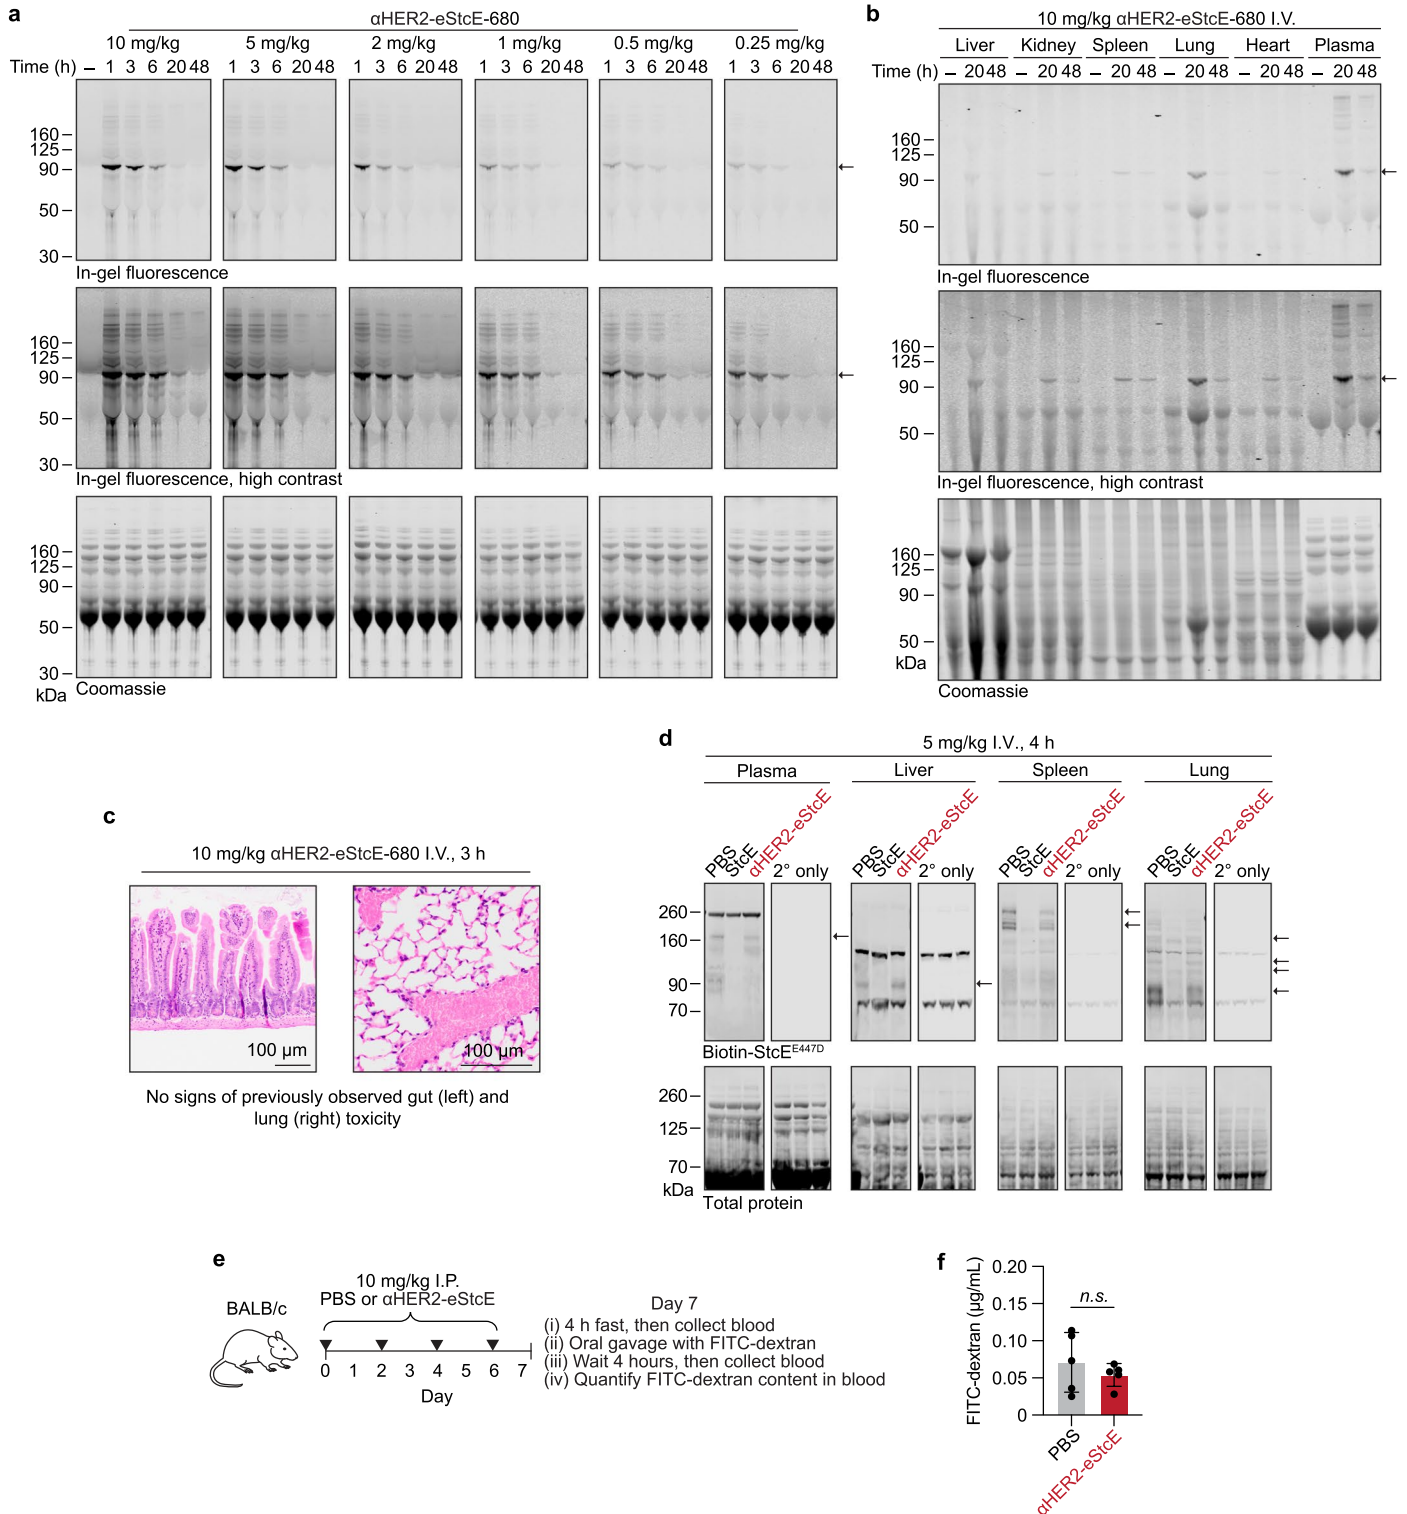 a
αHER2-eStcE-680
10 mg/kg 5 mg/kg 2 mg/kg 1 mg/kg 0.5 mg/kg 0.25 mg/kg
Time (h) – 1 3 6 20 48 1 3 6 20 48 1 3 6 20 48 1 3 6 20 48 1 3 6 20 48 1 3 6 20 48
160
125
90
50
30
In-gel fluorescence
160
125
90
50
30
In-gel fluorescence, high contrast
160
125
90
50
30
kDa
Coomassie
b
10 mg/kg αHER2-eStcE-680 I.V.
Liver Kidney Spleen Lung Heart Plasma
Time (h) – 20 48 – 20 48 – 20 48 – 20 48 – 20 48 – 20 48
160
125
90
50
In-gel fluorescence
160
125
90
50
In-gel fluorescence, high contrast
160
125
90
50
kDa
Coomassie
c
10 mg/kg αHER2-eStcE-680 I.V., 3 h
100 µm
100 µm
No signs of previously observed gut (left) and
lung (right) toxicity
d
5 mg/kg I.V., 4 h
Plasma Liver Spleen Lung
PBS StcE αHER2-eStcE 2° only PBS StcE αHER2-eStcE 2° only PBS StcE αHER2-eStcE 2° only PBS StcE αHER2-eStcE 2° only
260
160
90
70
Biotin-StcE^E447D
260
125
70
kDa
Total protein
e
BALB/c
10 mg/kg I.P.
PBS or αHER2-eStcE
0 1 2 3 4 5 6 7
Day
Day 7
(i) 4 h fast, then collect blood
(ii) Oral gavage with FITC-dextran
(iii) Wait 4 hours, then collect blood
(iv) Quantify FITC-dextran content in blood
f
FITC-dextran (µg/mL)
0.20
0.15
0.10
0.05
0
n.s.
PBS
αHER2-eStcE